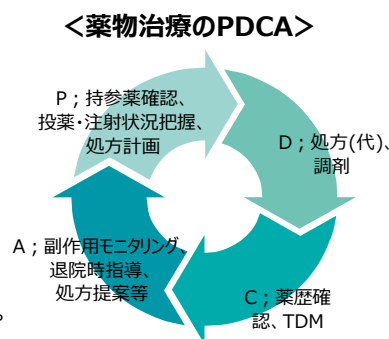 ＜薬物治療のPDCA＞
P；持参薬確認、
投薬・注射状況把握、
処方計画
D；処方(代)、
調剤
A；副作用モニタリング、
退院時指導、
処方提案等
C；薬歴確
認、TDM
。